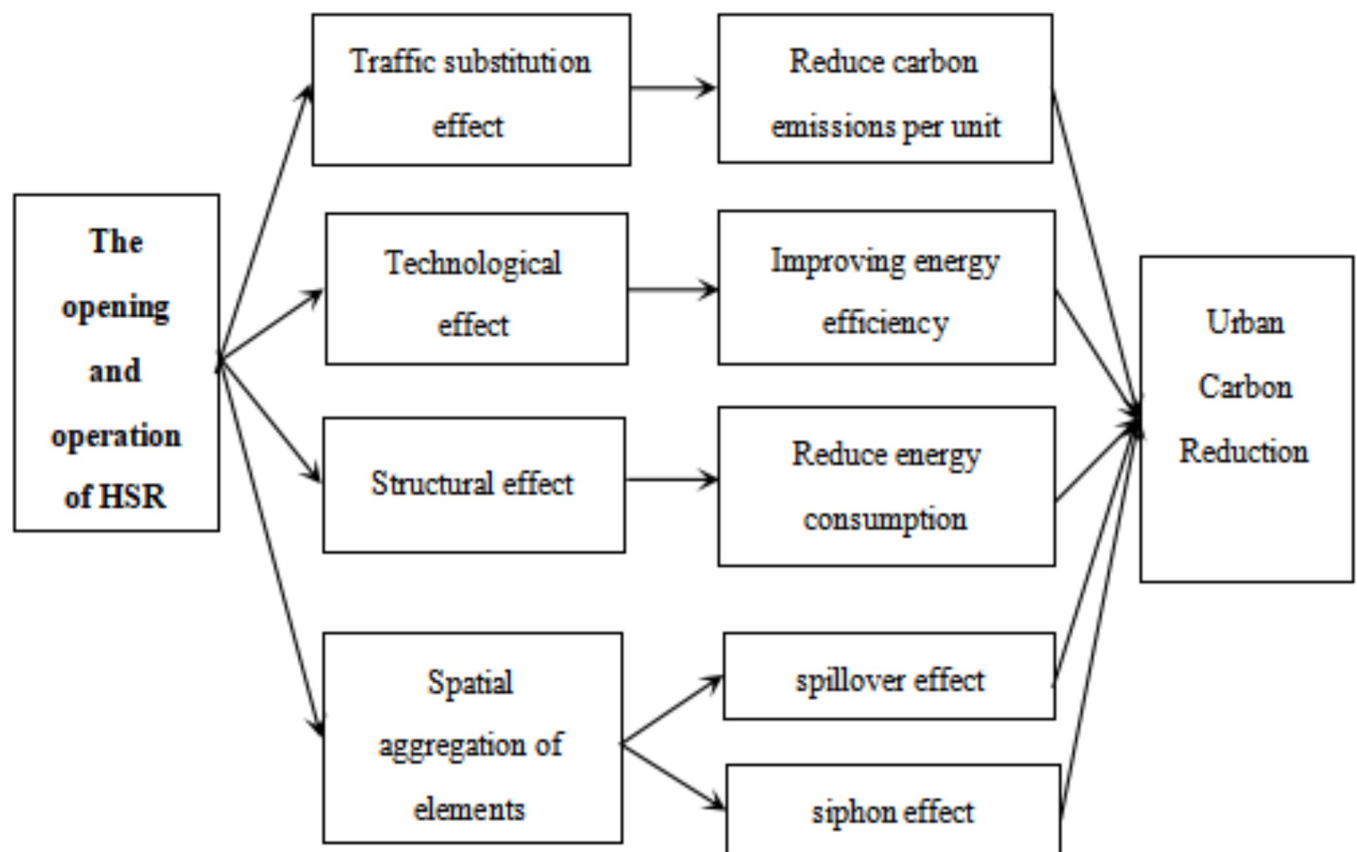 The
opening
and
operation
of HSR
Traffic substitution
effect
Technological
effect
Structural effect
Spatial
aggregation of
elements
Reduce carbon
emissions per unit
Improving energy
efficiency
Reduce energy
consumption
spillover effect
siphon effect
Urban
Carbon
Reduction